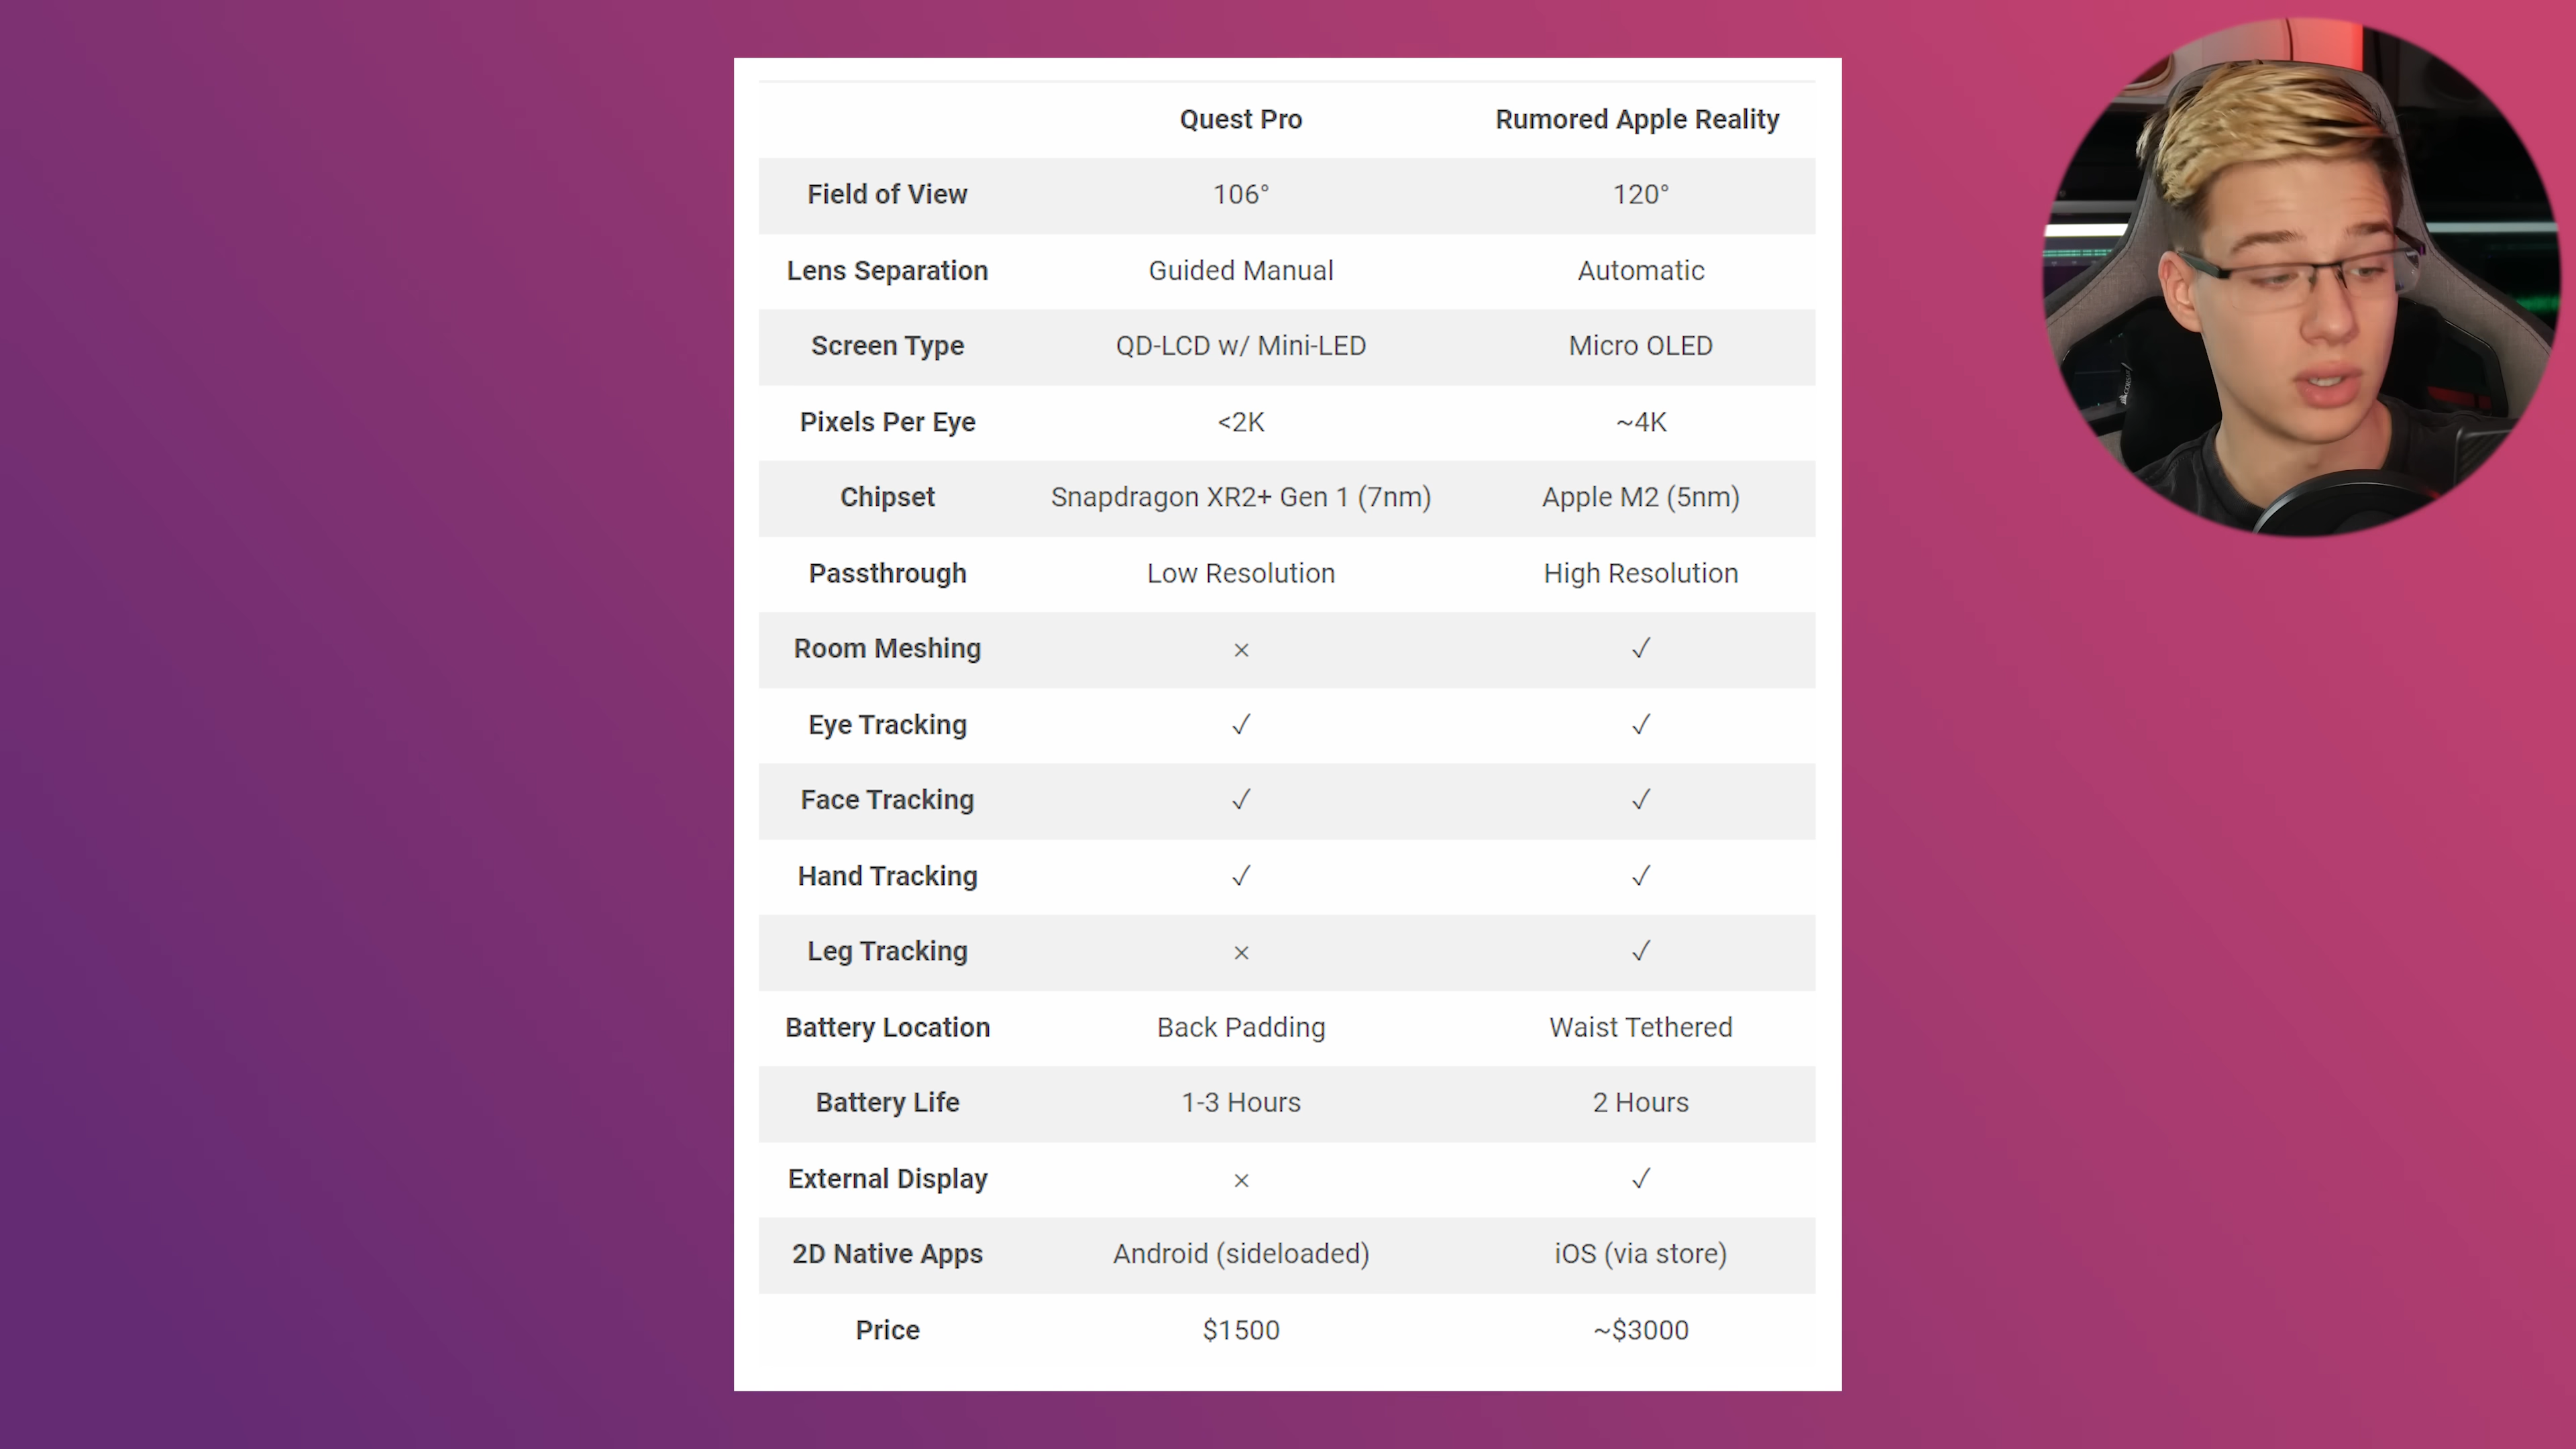 Quest Pro Rumored Apple Reality
Field of View 106° 120°
Lens Separation Guided Manual Automatic
Screen Type QD-LCD w/ Mini-LED Micro OLED
Pixels Per Eye <2K ~4K
Chipset Snapdragon XR2+ Gen 1 (7nm) Apple M2 (5nm)
Passthrough Low Resolution High Resolution
Room Meshing × ✓
Eye Tracking ✓ ✓
Face Tracking ✓ ✓
Hand Tracking ✓ ✓
Leg Tracking × ✓
Battery Location Back Padding Waist Tethered
Battery Life 1-3 Hours 2 Hours
External Display × ✓
2D Native Apps Android (sideloaded) iOS (via store)
Price $1500 ~$3000